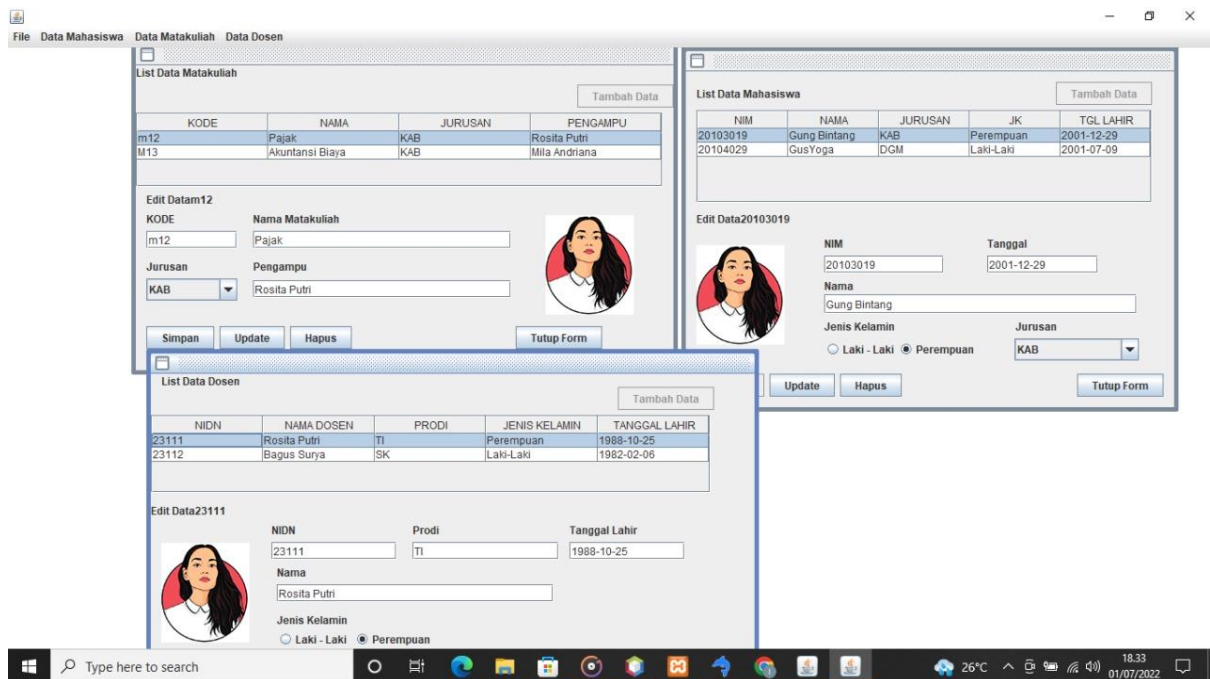 File Data Mahasiswa Data Matakuliah Data Dosen
List Data Matakuliah
Tambah Data
KODE NAMA JURUSAN PENGAMPU
m12 Pajak KAB Rosita Putri
M13 Akuntansi Biaya KAB Mila Andriana
Edit Datam12
KODE Nama Matakuliah
m12 Pajak
Jurusan Pengampu
KAB Rosita Putri
Simpan Update Hapus Tutup Form
List Data Mahasiswa
Tambah Data
NIM NAMA JURUSAN JK TGL LAHIR
20103019 Gung Bintang KAB Perempuan 2001-12-29
20104029 GusYoga DGM Laki-Laki 2001-07-09
Edit Data20103019
NIM Tanggal
20103019 2001-12-29
Nama
Gung Bintang
Jenis Kelamin Jurusan
Laki - Laki Perempuan KAB
Update Hapus Tutup Form
List Data Dosen
Tambah Data
NIDN NAMA DOSEN PRODI JENIS KELAMIN TANGGAL LAHIR
23111 Rosita Putri TI Perempuan 1988-10-25
23112 Bagus Surya SK Laki-Laki 1982-02-06
Edit Data23111
NIDN Prodi Tanggal Lahir
23111 TI 1988-10-25
Nama
Rosita Putri
Jenis Kelamin
Laki - Laki Perempuan
Type here to search
26°C
18.33
01/07/2022